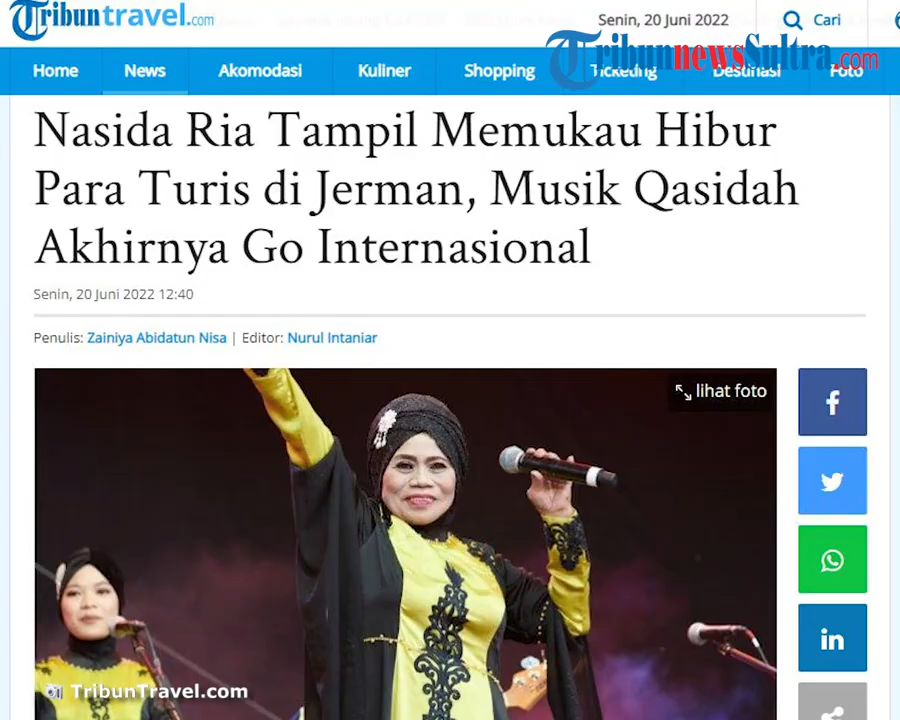 Tribuntravel.com
Senin, 20 Juni 2022
Cari
TribunnewsSultra.com
Home News Akomodasi Kuliner Shopping Ticketing Destinasi Foto
Nasida Ria Tampil Memukau Hibur
Para Turis di Jerman, Musik Qasidah
Akhirnya Go Internasional
Senin, 20 Juni 2022 12:40
Penulis: Zainiya Abidatun Nisa | Editor: Nurul Intaniar
lihat foto
f
in
TribunTravel.com